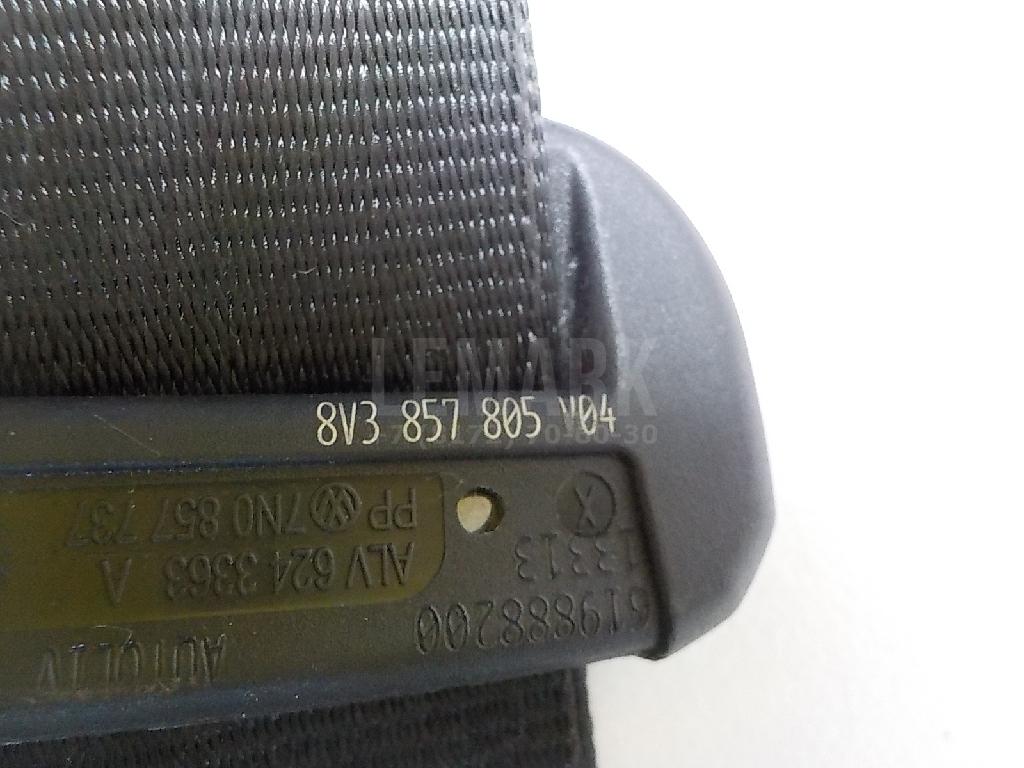 LEMARK
8V3 857 805 V04
PP 7N0 857 737
ALV 624 3363 A
X
13313
619888200
AUTOLIV